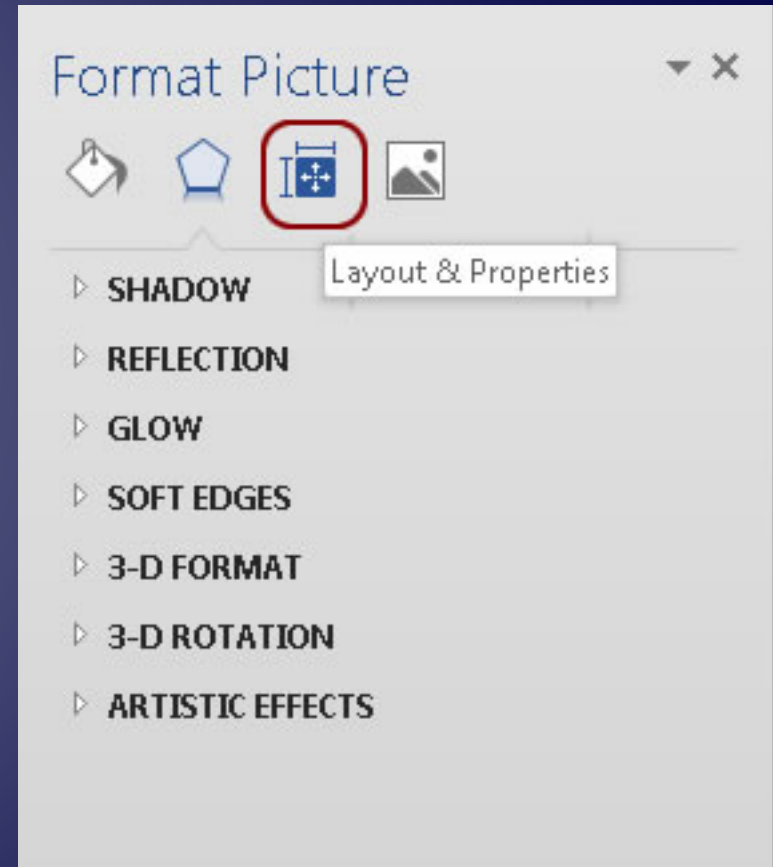 Format Picture
Layout & Properties
SHADOW
REFLECTION
GLOW
SOFT EDGES
3-D FORMAT
3-D ROTATION
ARTISTIC EFFECTS